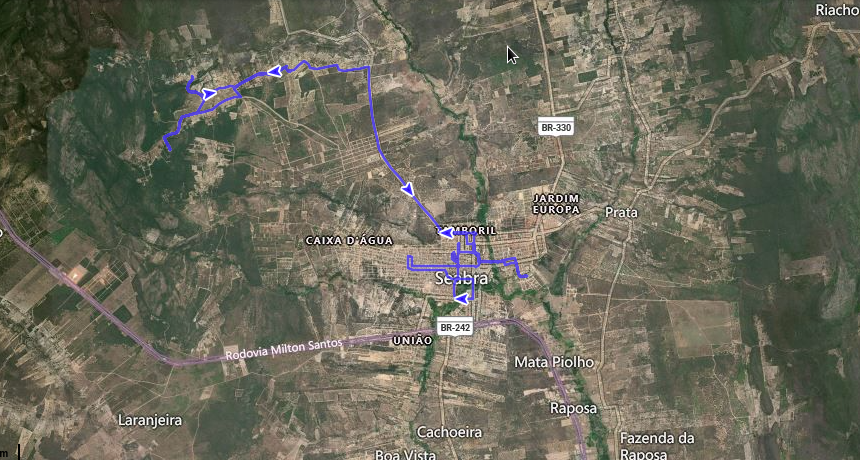 Riacho
BR-330
JARDIM
EUROPA
Prata
TAMBORIL
CAIXA D'ÁGUA
Seabra
BR-242
UNIÃO
Rodovia Milton Santos
Mata Piolho
Raposa
Laranjeira
Cachoeira
Fazenda da
Raposa
Boa Vista
m